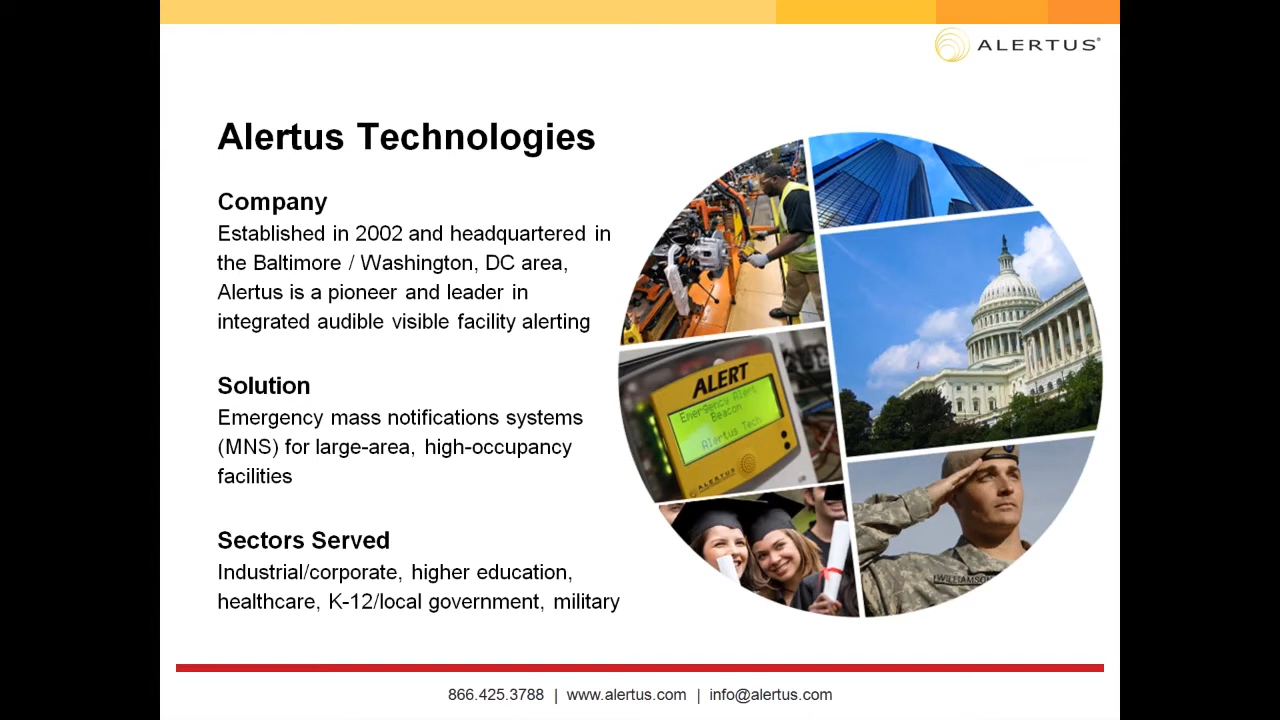 ALERTUS®
Alertus Technologies
Company
Established in 2002 and headquartered in
the Baltimore / Washington, DC area,
Alertus is a pioneer and leader in
integrated audible visible facility alerting
Solution
Emergency mass notifications systems
(MNS) for large-area, high-occupancy
facilities
Sectors Served
Industrial/corporate, higher education,
healthcare, K-12/local government, military
ALERT
Emergency Alert
Beacon
Alertus Tech
ALERTUS
WILLIAMSON
866.425.3788 | www.alertus.com | info@alertus.com